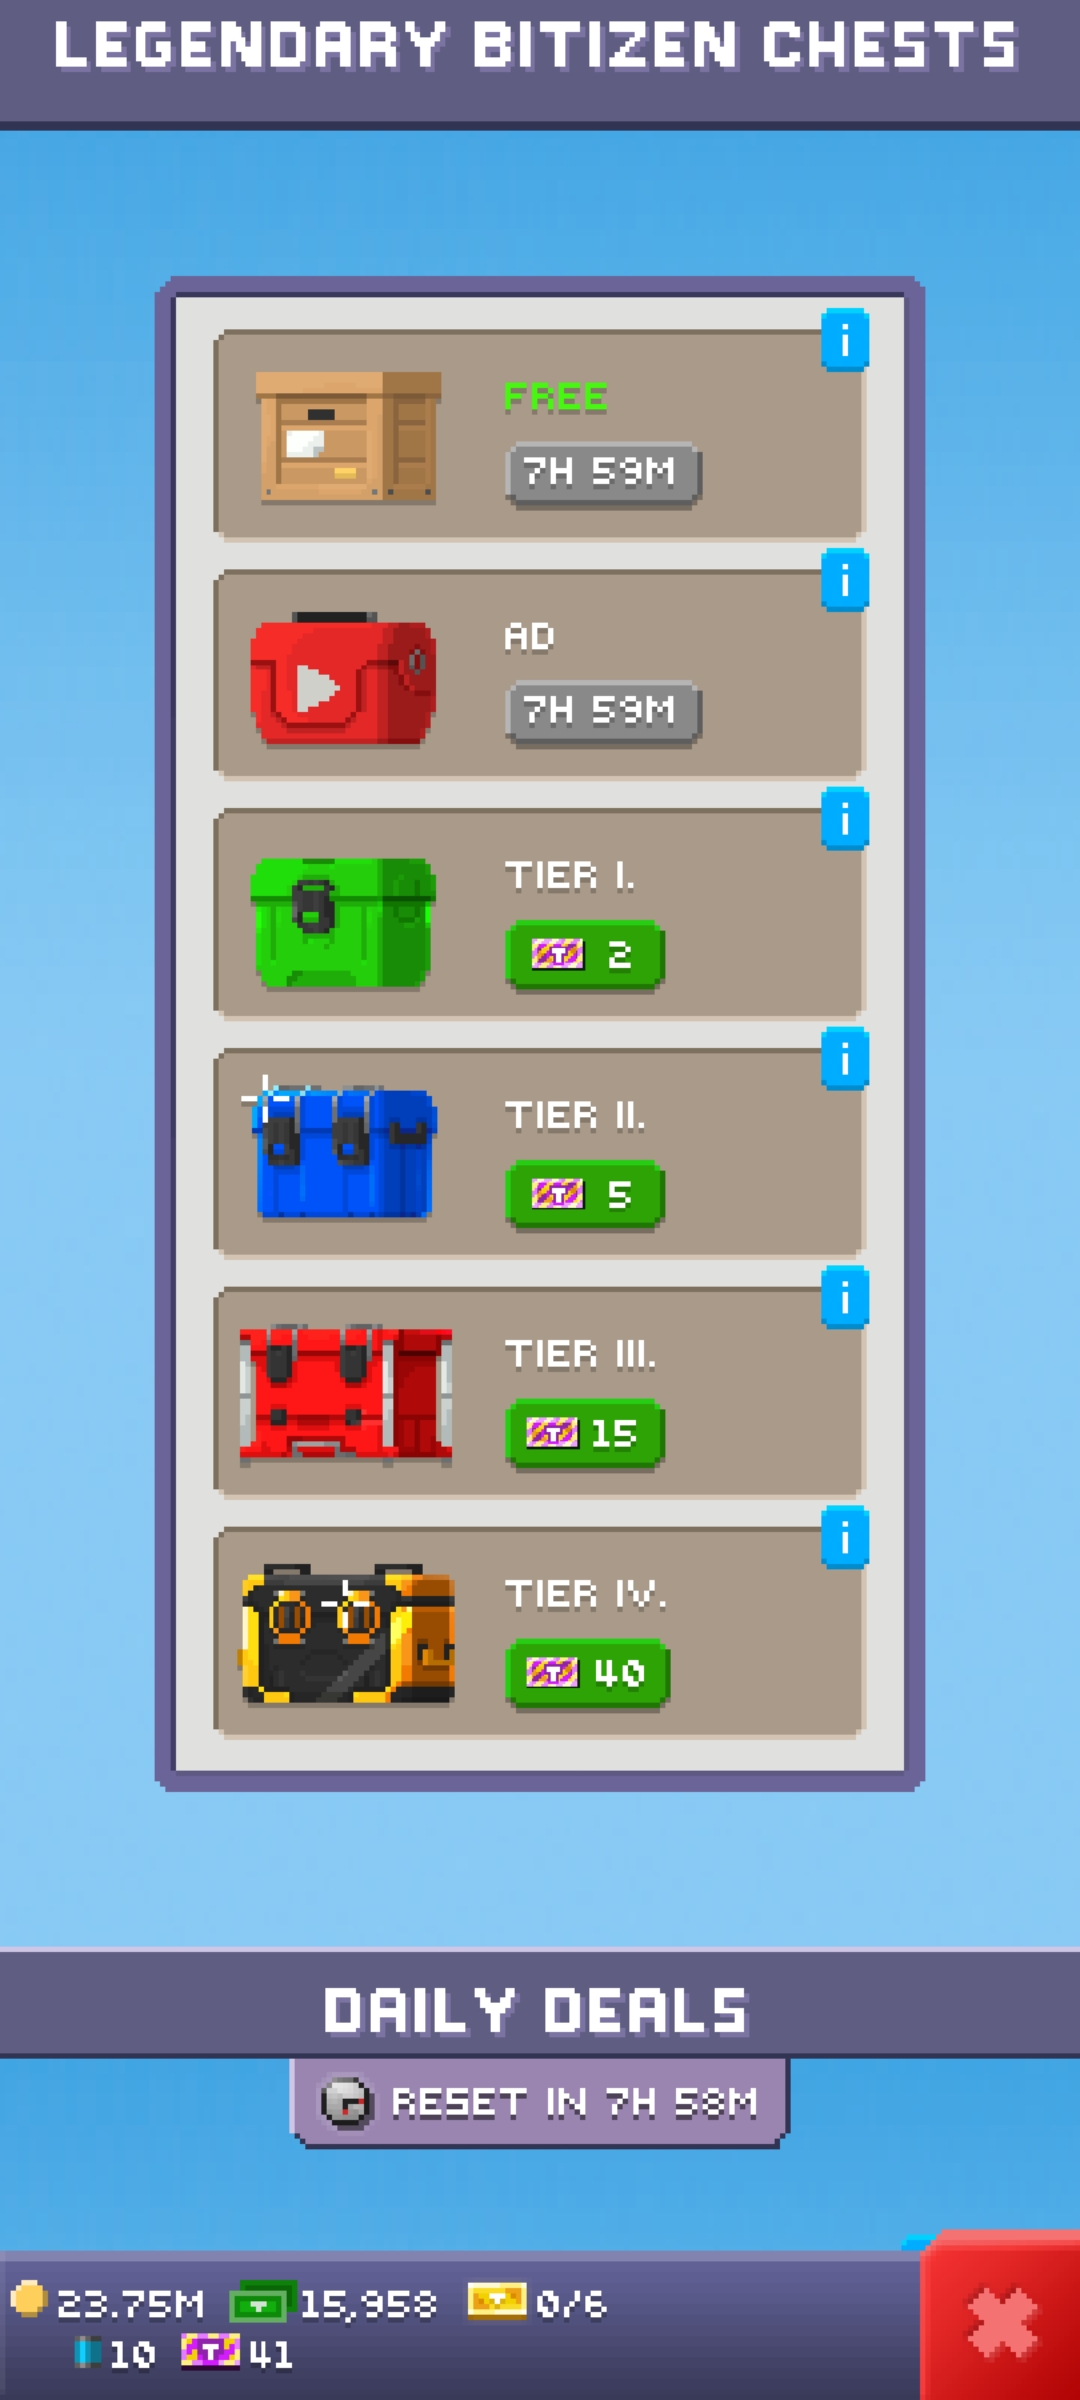 LEGENDARY BITIZEN CHESTS
i
FREE
7H 59M
i
AD
7H 59M
i
TIER I.
T 2
i
TIER II.
T 5
i
TIER III.
T 15
i
TIER IV.
T 40
DAILY DEALS
RESET IN 7H 58M
23.75M 15,958 0/6
10 T 41